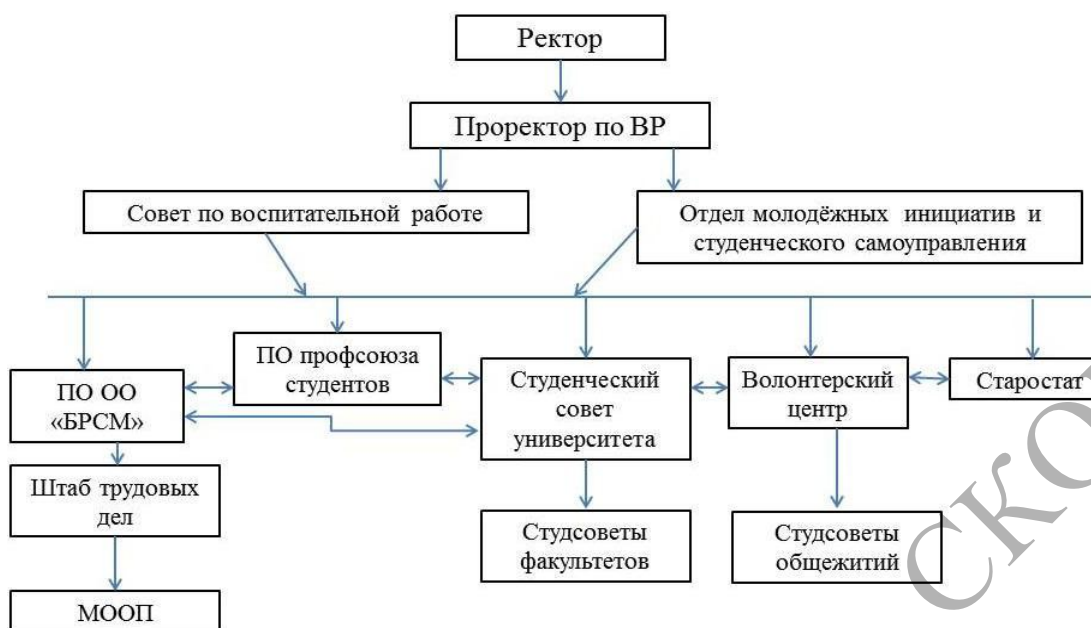 Ректор
Проректор по ВР
Совет по воспитательной работе
Отдел молодёжных инициатив и
студенческого самоуправления
ПО ОО
«БРСМ»
ПО профсоюза
студентов
Студенческий
совет
университета
Волонтерский
центр
Старостат
Штаб трудовых
дел
Студсоветы
факультетов
Студсоветы
общежитий
МООП